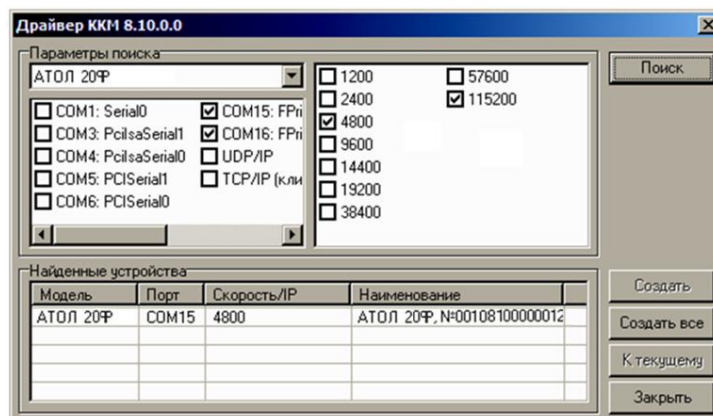 Драйвер ККМ 8.10.0.0
Параметры поиска
АТОЛ 20Ф
COM1: Serial0
COM3: PciIsaSerial1
COM4: PciIsaSerial0
COM5: PCISerial1
COM6: PCISerial0
COM15: FPri
COM16: FPri
UDP/IP
TCP/IP (кли
1200
2400
4800
9600
14400
19200
38400
57600
115200
Поиск
Найденные устройства
Модель Порт Скорость/IP Наименование
АТОЛ 20Ф COM15 4800 АТОЛ 20Ф, №00108100000012
Создать
Создать все
К текущему
Закрыть